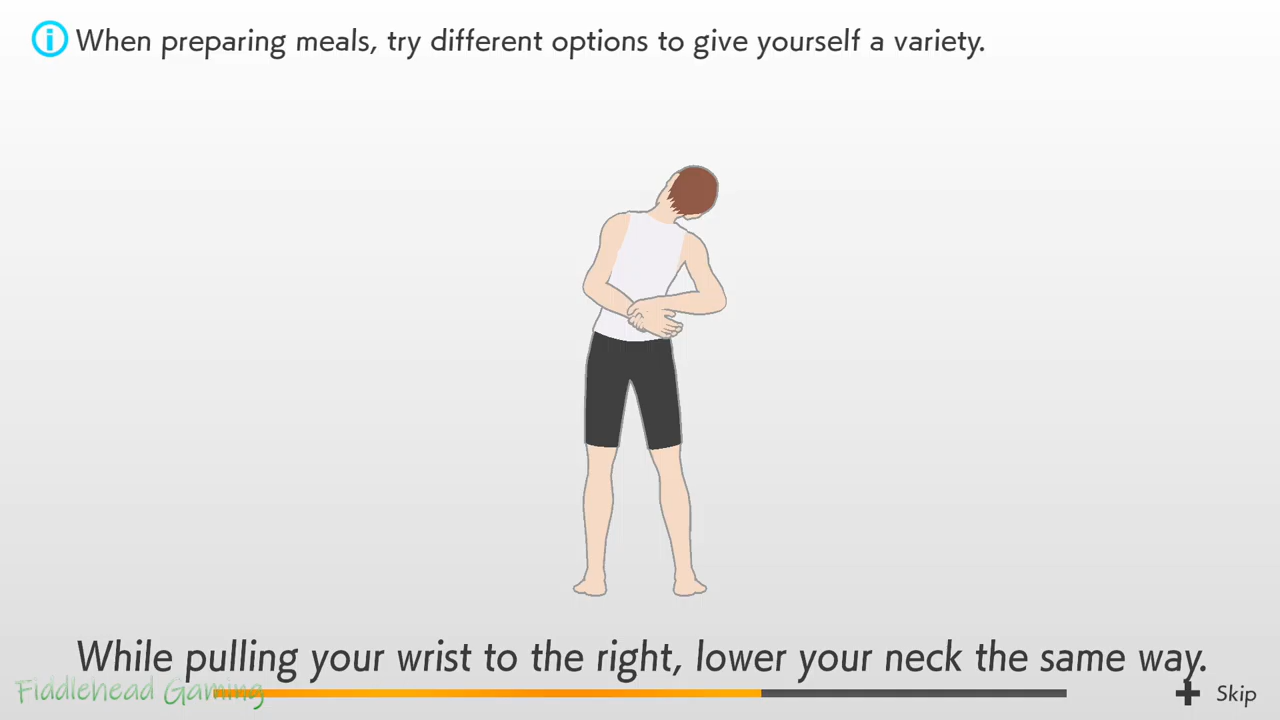 When preparing meals, try different options to give yourself a variety.
While pulling your wrist to the right, lower your neck the same way.
Fiddlehead Gaming
Skip